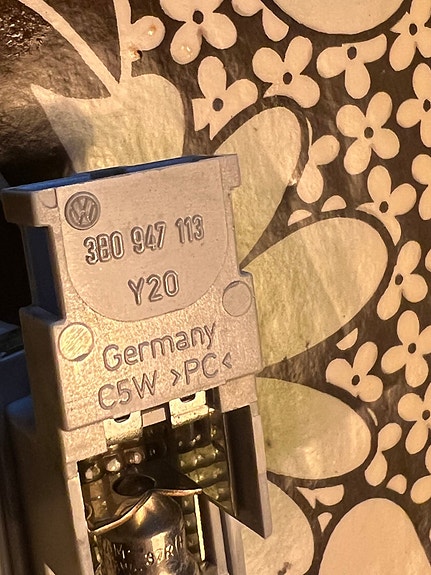 VW
3B0 947 113
Y20
Germany
C5W >PC<